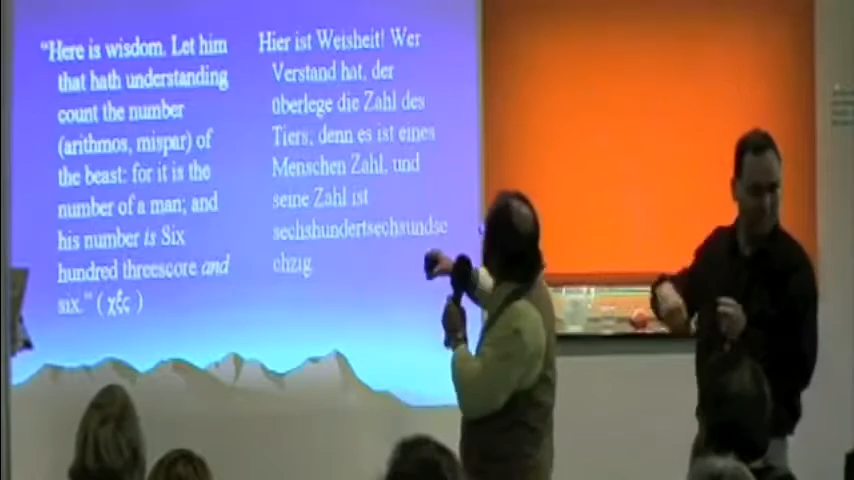 “Here is wisdom. Let him
that hath understanding
count the number
(arithmos, mispar) of
the beast: for it is the
number of a man; and
his number is Six
hundred threescore and
six.” ( χξς )
Hier ist Weisheit! Wer
Verstand hat, der
überlege die Zahl des
Tiers; denn es ist eines
Menschen Zahl, und
seine Zahl ist
sechshundertsechsundse
chzig.